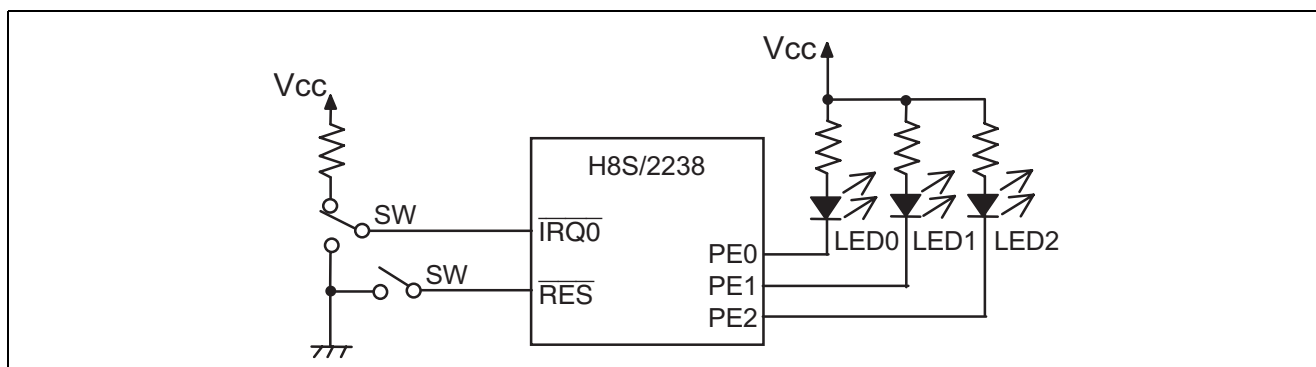 Vcc
Vcc
H8S/2238
SW
IRQ0
SW
RES
PE0
PE1
PE2
LED0
LED1
LED2